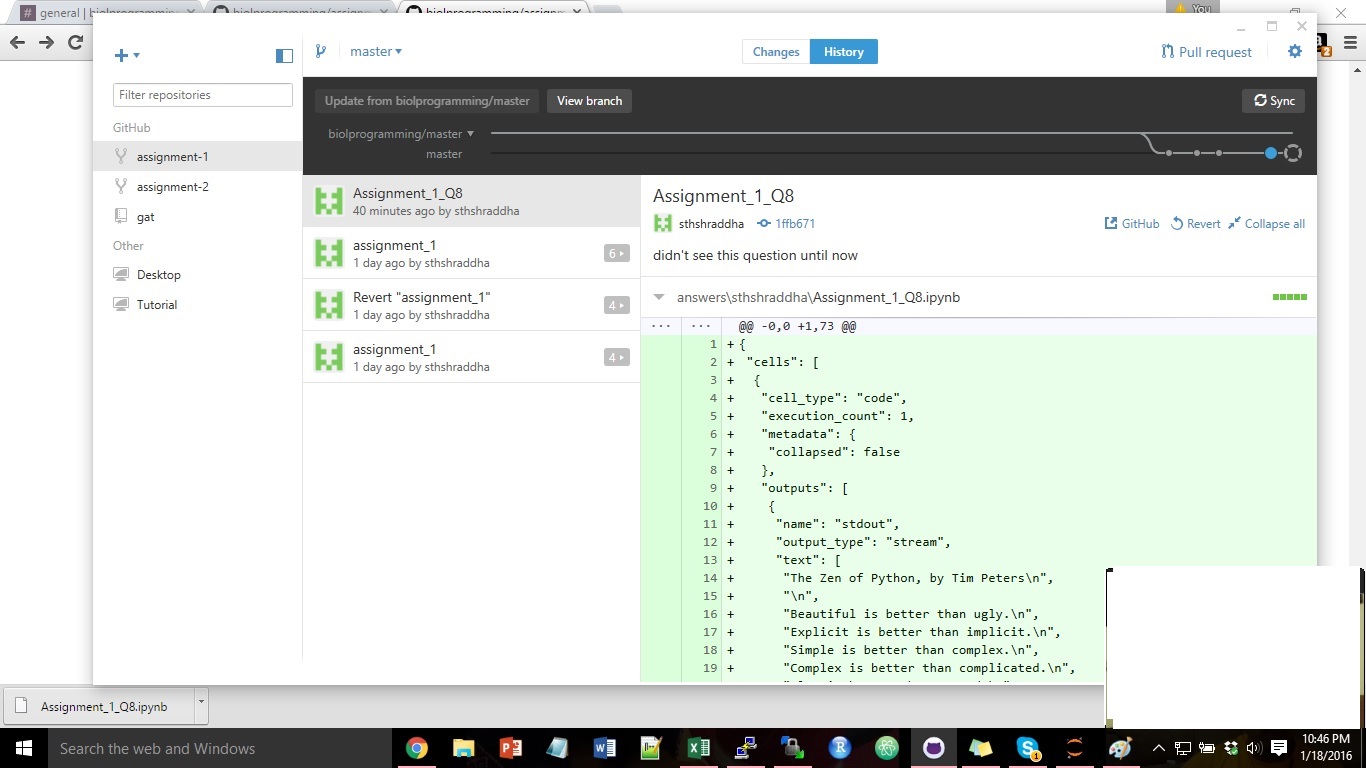 general | biolprogramming
biolprogramming/assign
biolprogramming/assign
You
2
master
Changes
History
Pull request
Filter repositories
GitHub
assignment-1
assignment-2
gat
Other
Desktop
Tutorial
Update from biolprogramming/master
View branch
Sync
biolprogramming/master
master
Assignment_1_Q8
40 minutes ago by sthshraddha
assignment_1
1 day ago by sthshraddha
6
Revert "assignment_1"
1 day ago by sthshraddha
4
assignment_1
1 day ago by sthshraddha
4
Assignment_1_Q8
sthshraddha 1ffb671
GitHub Revert Collapse all
didn't see this question until now
answers\sthshraddha\Assignment_1_Q8.ipynb
... ... @@ -0,0 +1,73 @@
1 + {
2 + "cells": [
3 + {
4 + "cell_type": "code",
5 + "execution_count": 1,
6 + "metadata": {
7 + "collapsed": false
8 + },
9 + "outputs": [
10 + {
11 + "name": "stdout",
12 + "output_type": "stream",
13 + "text": [
14 + "The Zen of Python, by Tim Peters\n",
15 + "\n",
16 + "Beautiful is better than ugly.\n",
17 + "Explicit is better than implicit.\n",
18 + "Simple is better than complex.\n",
19 + "Complex is better than complicated.\n",
Assignment_1_Q8.ipynb
Search the web and Windows
1
10:46 PM
1/18/2016